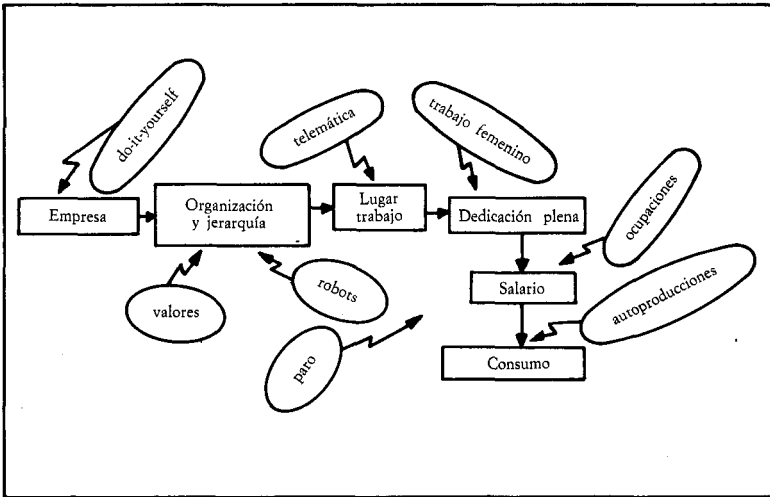 do-it-yourself
telemática
trabajo femenino
ocupaciones
Empresa
Organización
y jerarquía
Lugar
trabajo
Dedicación plena
valores
robots
Salario
autoproducciones
paro
Consumo